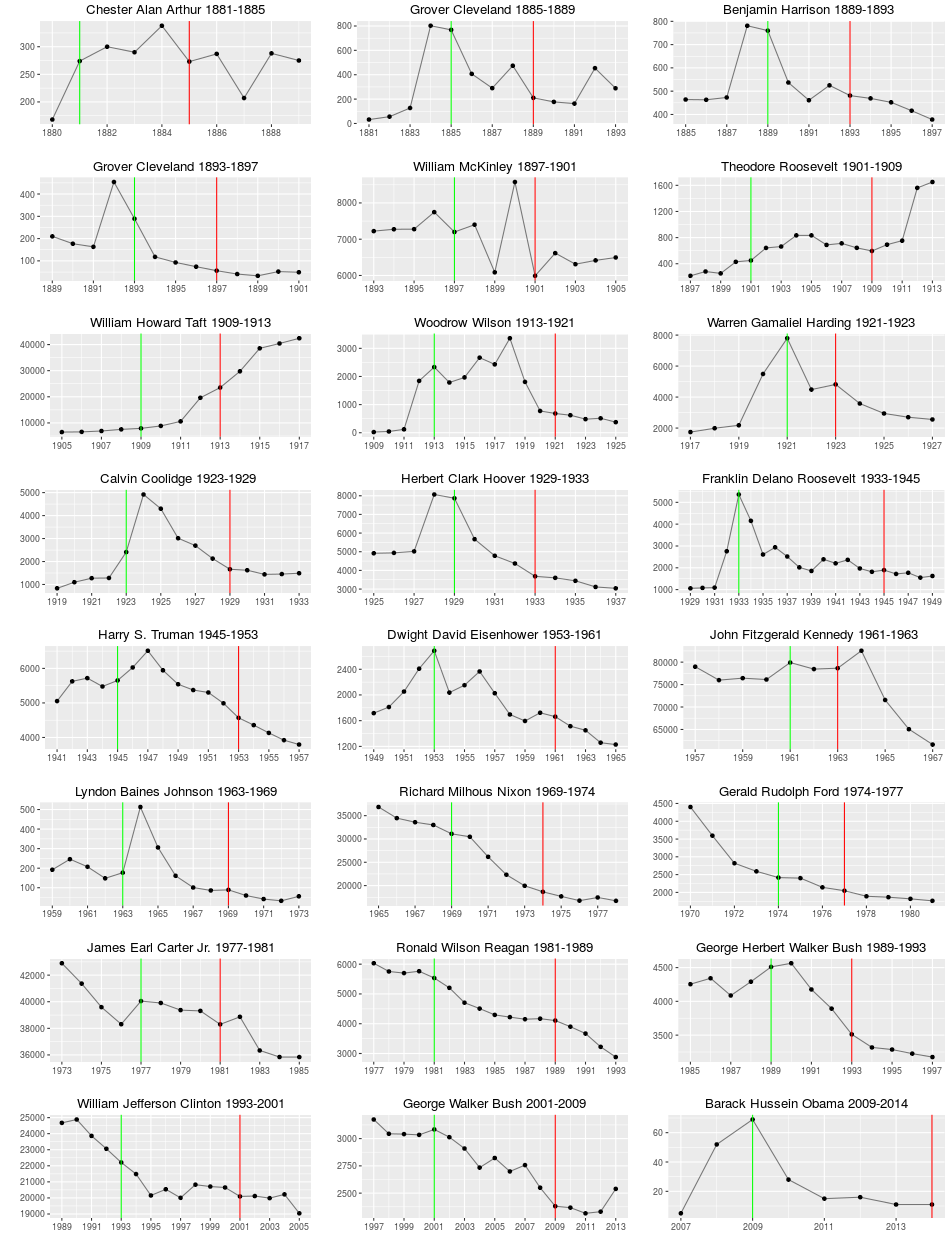 Chester Alan Arthur 1881-1885
300
250
200
1880 1882 1884 1886 1888
Grover Cleveland 1885-1889
800
600
400
200
0
1881 1883 1885 1887 1889 1891 1893
Benjamin Harrison 1889-1893
800
700
600
500
400
1885 1887 1889 1891 1893 1895 1897
Grover Cleveland 1893-1897
400
300
200
100
1889 1891 1893 1895 1897 1899 1901
William McKinley 1897-1901
8000
7000
6000
1893 1895 1897 1899 1901 1903 1905
Theodore Roosevelt 1901-1909
1600
1200
800
400
1897 1899 1901 1903 1905 1907 1909 1911 1913
William Howard Taft 1909-1913
40000
30000
20000
10000
1905 1907 1909 1911 1913 1915 1917
Woodrow Wilson 1913-1921
3000
2000
1000
0
1909 1911 1913 1915 1917 1919 1921 1923 1925
Warren Gamaliel Harding 1921-1923
8000
6000
4000
2000
1917 1919 1921 1923 1925 1927
Calvin Coolidge 1923-1929
5000
4000
3000
2000
1000
1919 1921 1923 1925 1927 1929 1931 1933
Herbert Clark Hoover 1929-1933
8000
7000
6000
5000
4000
3000
1925 1927 1929 1931 1933 1935 1937
Franklin Delano Roosevelt 1933-1945
5000
4000
3000
2000
1000
1929 1931 1933 1935 1937 1939 1941 1943 1945 1947 1949
Harry S. Truman 1945-1953
6000
5000
4000
1941 1943 1945 1947 1949 1951 1953 1955 1957
Dwight David Eisenhower 1953-1961
2400
2000
1600
1200
1949 1951 1953 1955 1957 1959 1961 1963 1965
John Fitzgerald Kennedy 1961-1963
80000
75000
70000
65000
1957 1959 1961 1963 1965 1967
Lyndon Baines Johnson 1963-1969
500
400
300
200
100
1959 1961 1963 1965 1967 1969 1971 1973
Richard Milhous Nixon 1969-1974
35000
30000
25000
20000
1965 1967 1969 1971 1973 1975 1977
Gerald Rudolph Ford 1974-1977
4500
4000
3500
3000
2500
2000
1970 1972 1974 1976 1978 1980
James Earl Carter Jr. 1977-1981
42000
40000
38000
36000
1973 1975 1977 1979 1981 1983 1985
Ronald Wilson Reagan 1981-1989
6000
5000
4000
3000
1977 1979 1981 1983 1985 1987 1989 1991 1993
George Herbert Walker Bush 1989-1993
4500
4000
3500
1985 1987 1989 1991 1993 1995 1997
William Jefferson Clinton 1993-2001
25000
24000
23000
22000
21000
20000
19000
1989 1991 1993 1995 1997 1999 2001 2003 2005
George Walker Bush 2001-2009
3000
2750
2500
1997 1999 2001 2003 2005 2007 2009 2011 2013
Barack Hussein Obama 2009-2014
60
40
20
2007 2009 2011 2013